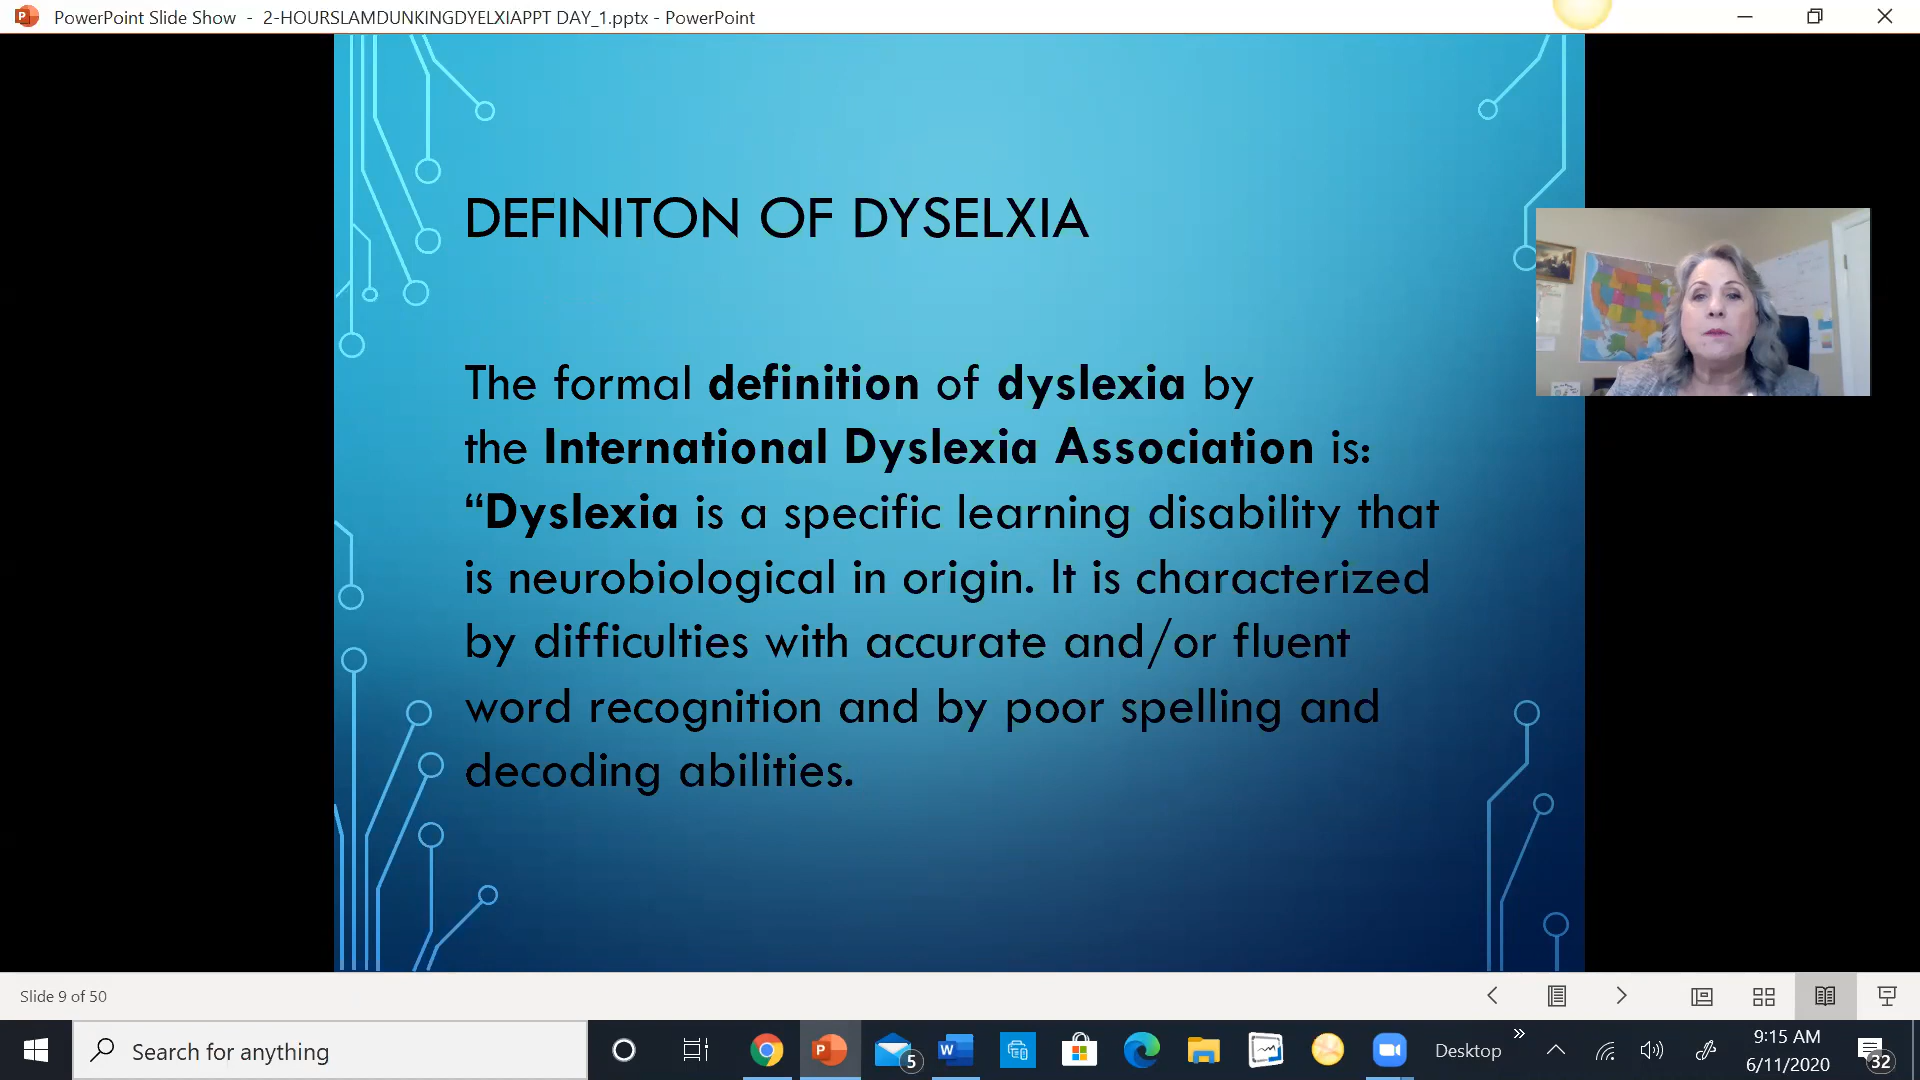 PowerPoint Slide Show - 2-HOURSLAMDUNKINGDYELXIAPPT DAY_1.pptx - PowerPoint
DEFINITON OF DYSELXIA
The formal definition of dyslexia by
the International Dyslexia Association is:
“Dyslexia is a specific learning disability that
is neurobiological in origin. It is characterized
by difficulties with accurate and/or fluent
word recognition and by poor spelling and
decoding abilities.
Slide 9 of 50
Search for anything
5
Desktop
9:15 AM
6/11/2020
32